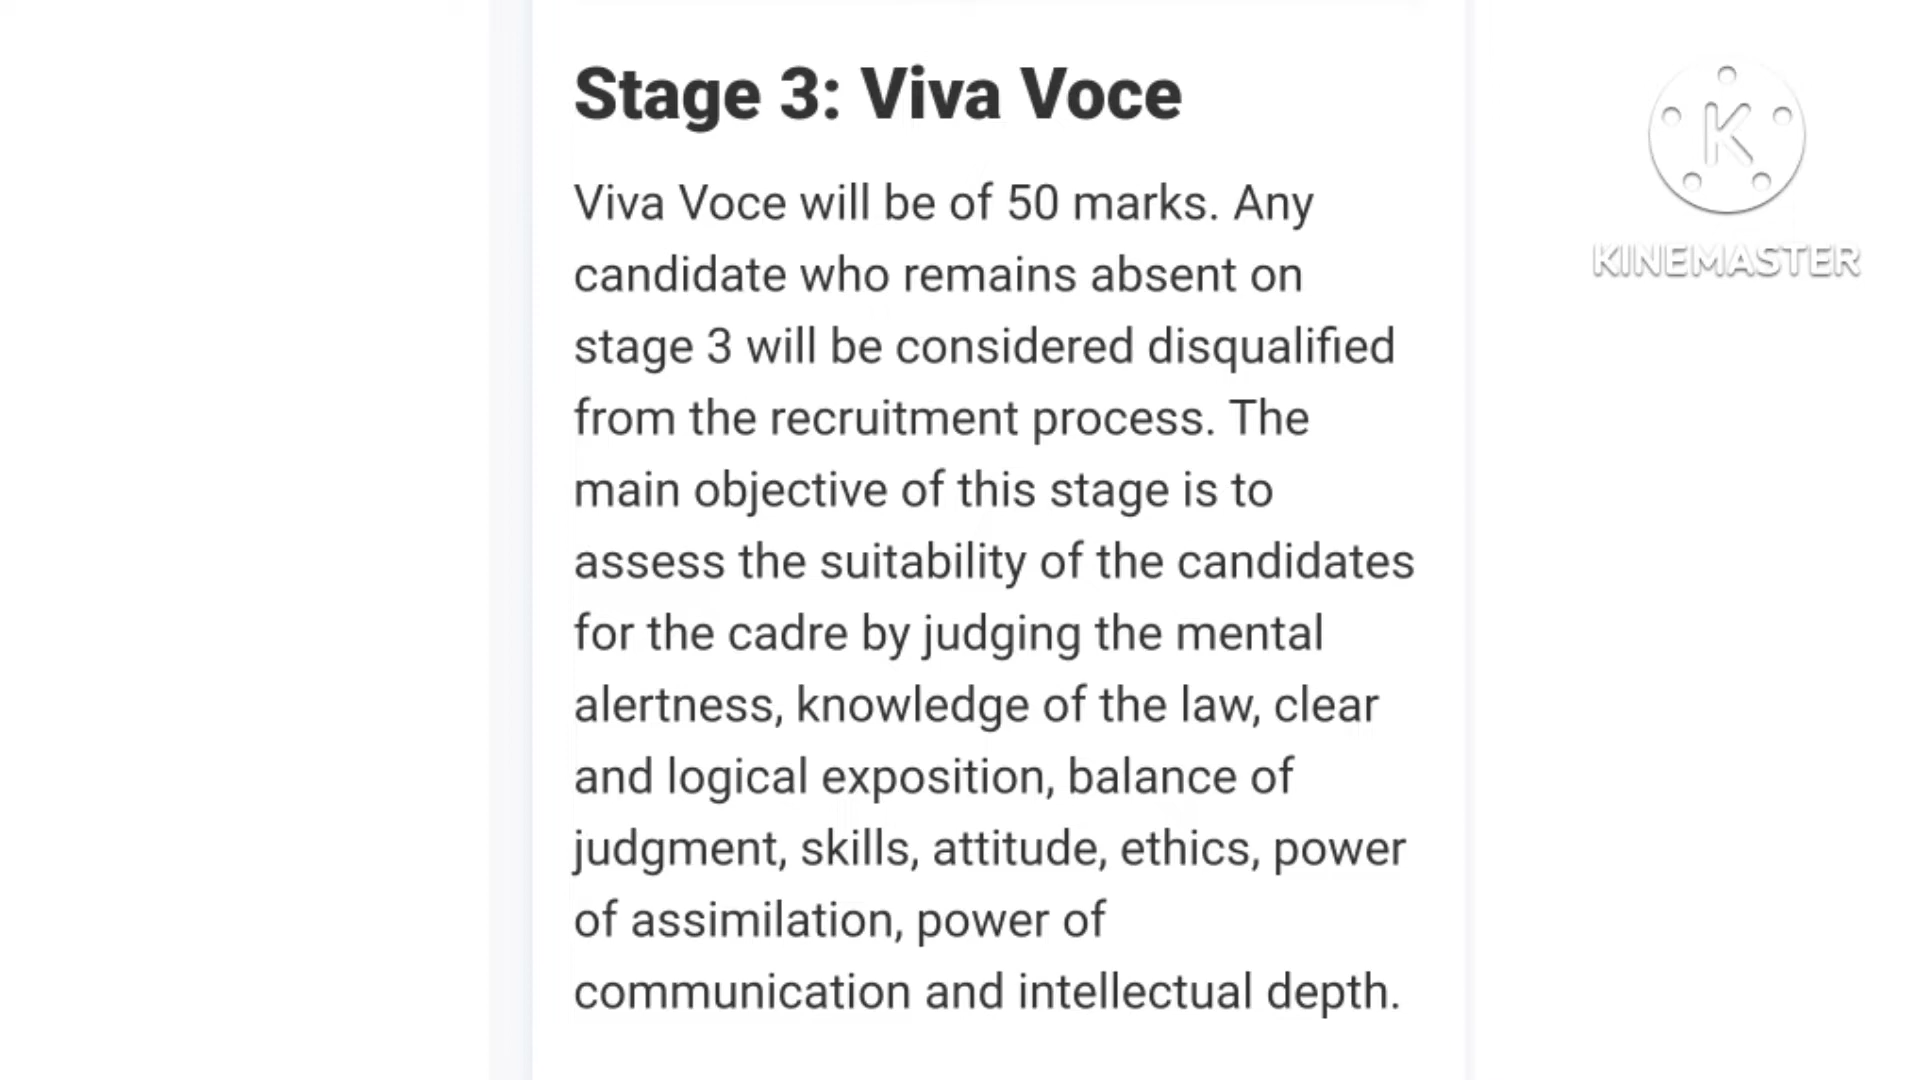 Stage 3: Viva Voce
Viva Voce will be of 50 marks. Any
candidate who remains absent on
stage 3 will be considered disqualified
from the recruitment process. The
main objective of this stage is to
assess the suitability of the candidates
for the cadre by judging the mental
alertness, knowledge of the law, clear
and logical exposition, balance of
judgment, skills, attitude, ethics, power
of assimilation, power of
communication and intellectual depth.
K
KINEMASTER